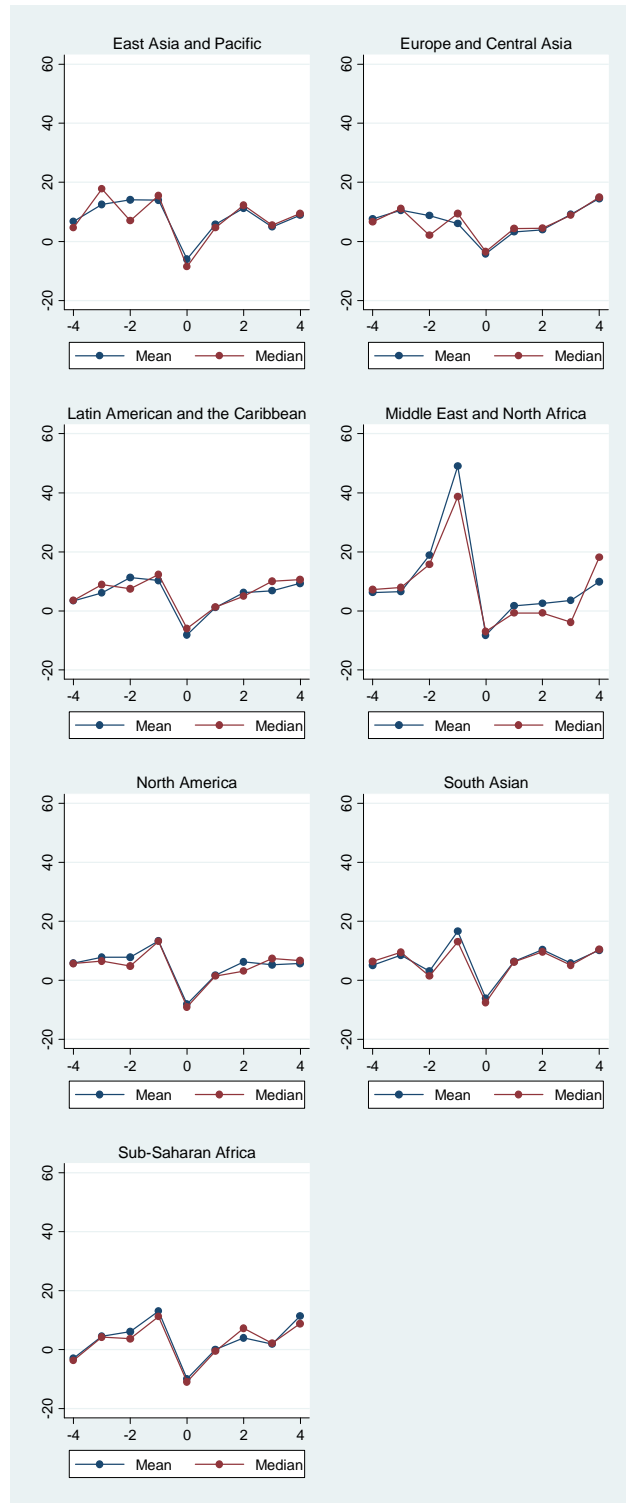 East Asia and Pacific
60
40
20
0
-20
-4 -2 0 2 4
Mean Median
Europe and Central Asia
60
40
20
0
-20
-4 -2 0 2 4
Mean Median
Latin American and the Caribbean
60
40
20
0
-20
-4 -2 0 2 4
Mean Median
Middle East and North Africa
60
40
20
0
-20
-4 -2 0 2 4
Mean Median
North America
60
40
20
0
-20
-4 -2 0 2 4
Mean Median
South Asian
60
40
20
0
-20
-4 -2 0 2 4
Mean Median
Sub-Saharan Africa
60
40
20
0
-20
-4 -2 0 2 4
Mean Median